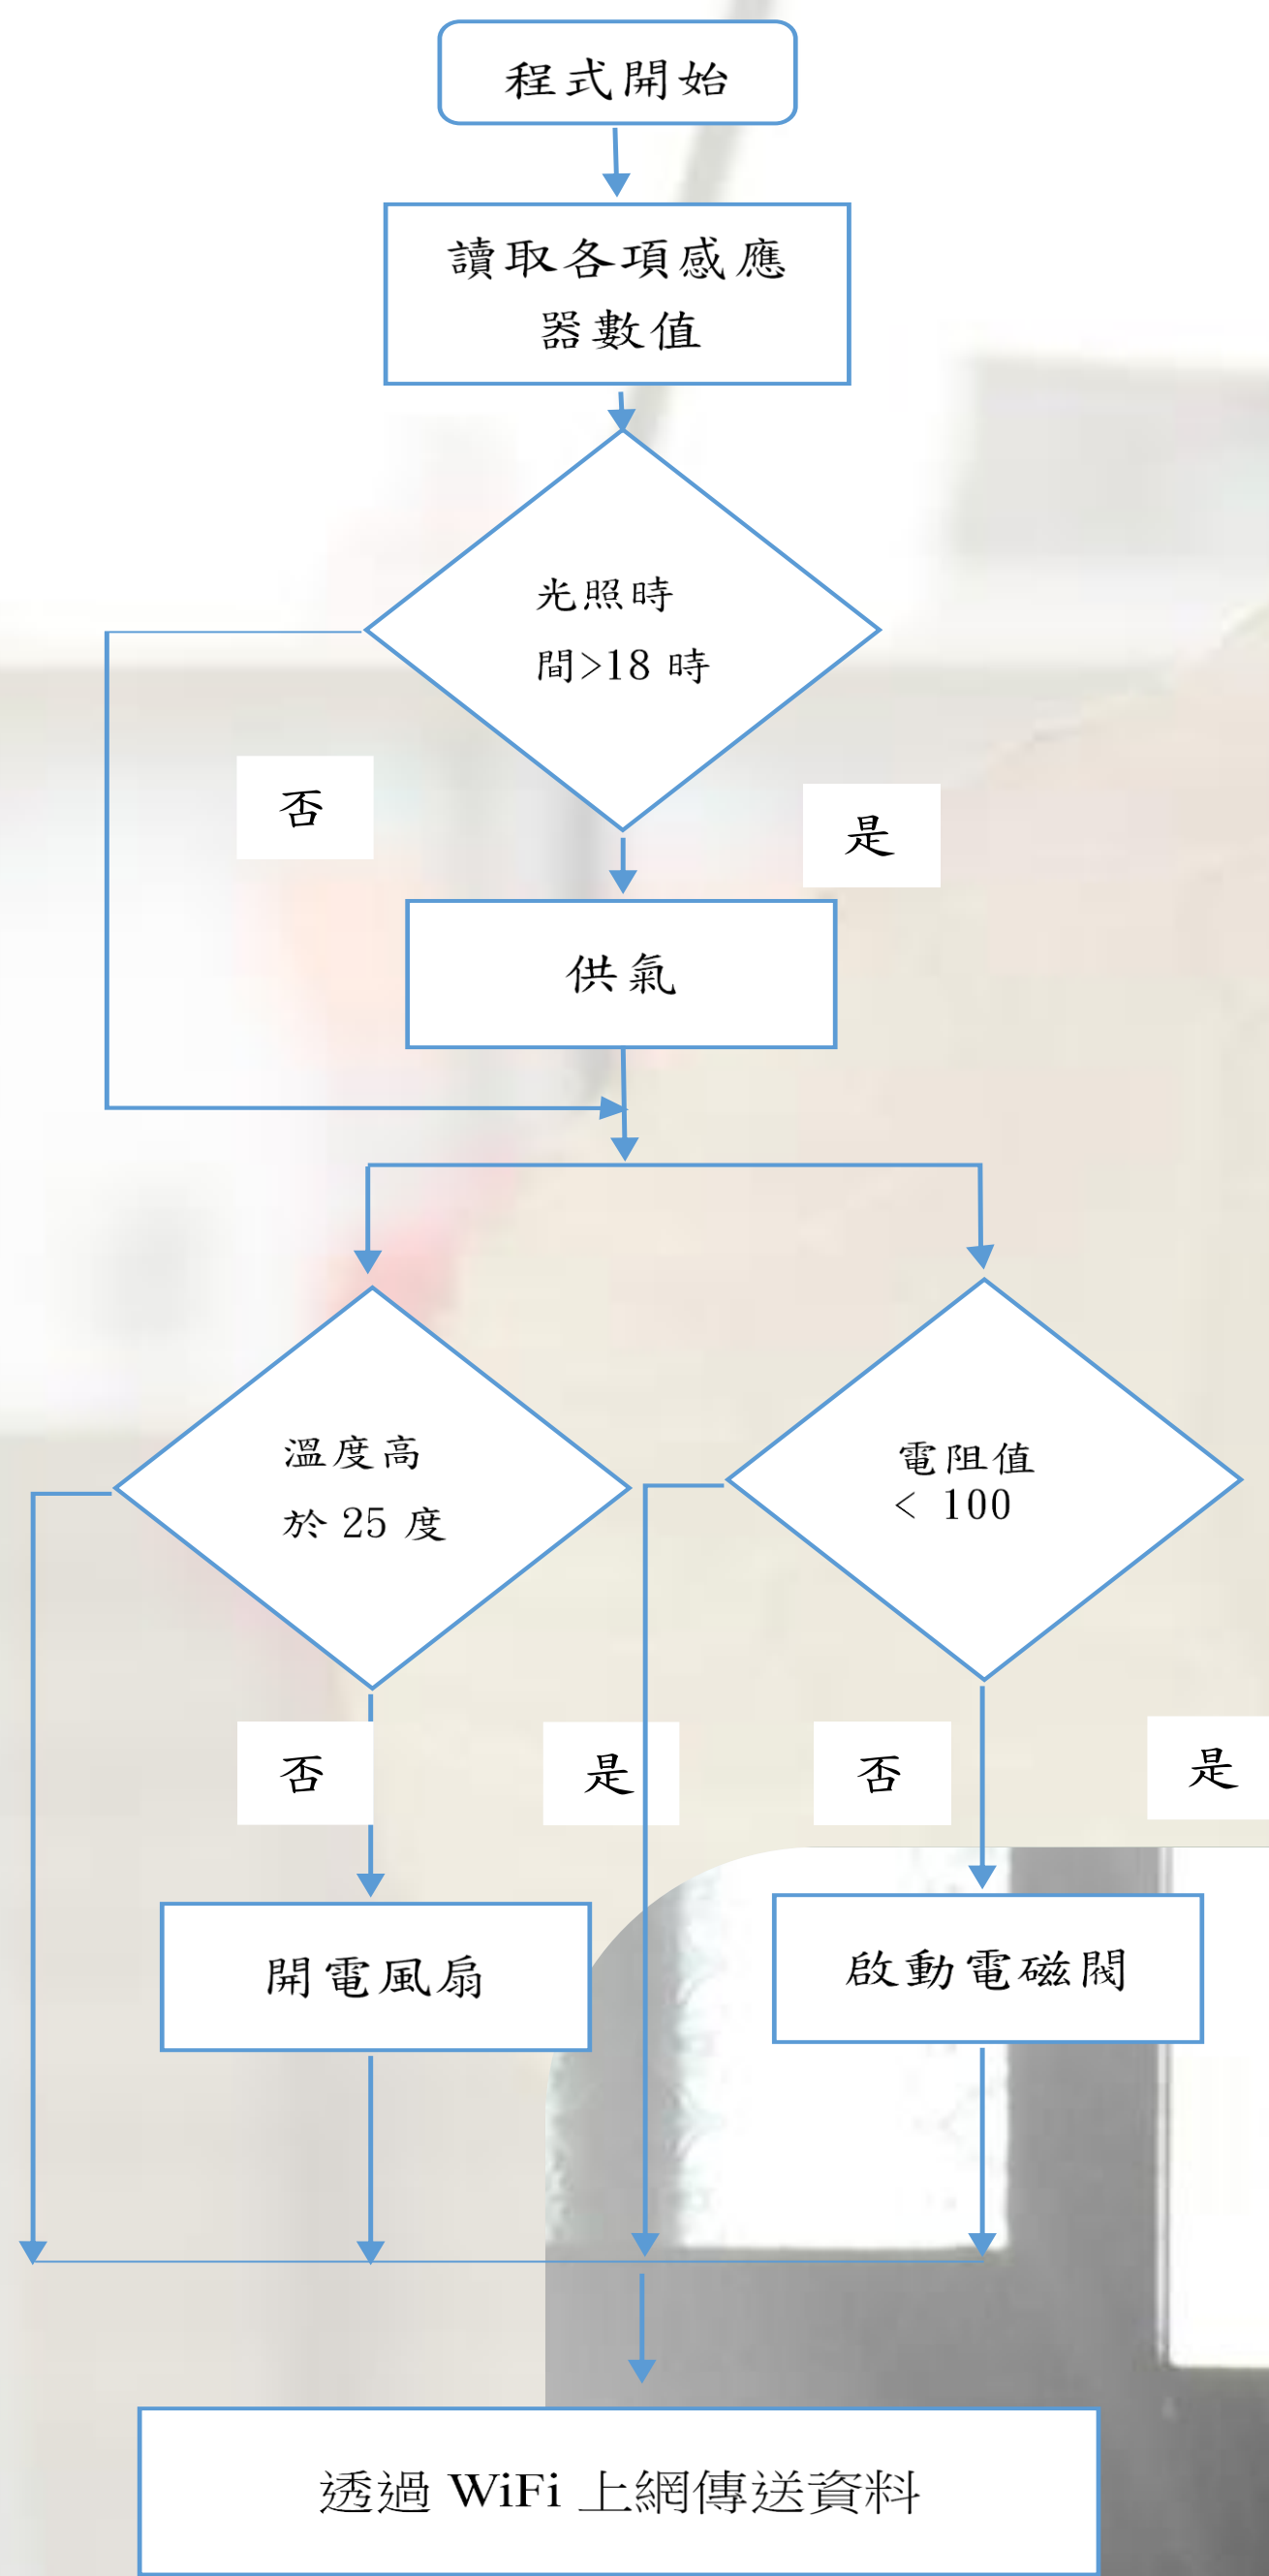 程式開始
讀取各項感應
器數值
光照時
間>18 時
否
是
供氣
溫度高
於 25 度
電阻值
< 100
否
是
否
是
開電風扇
啟動電磁閥
透過 WiFi 上網傳送資料